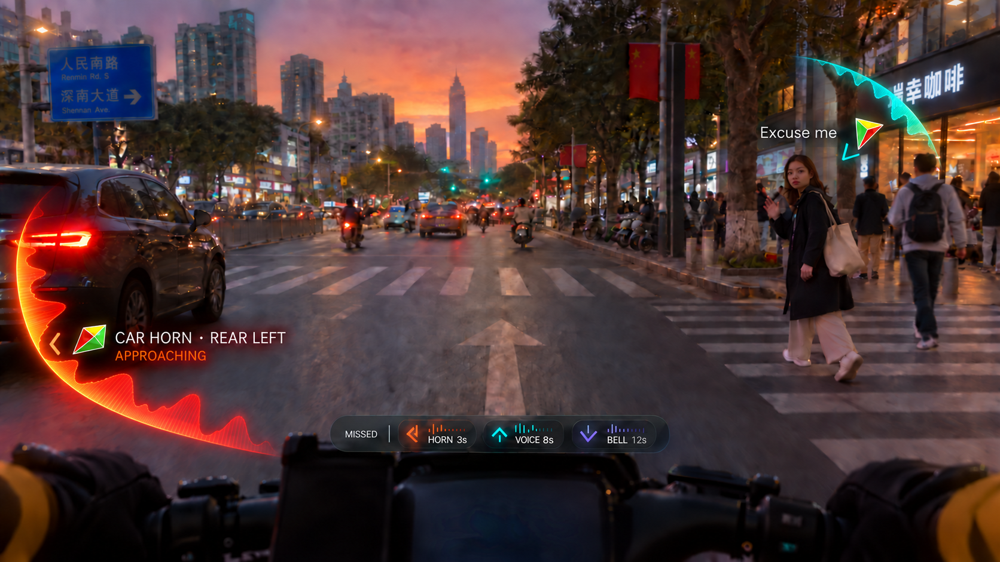 人民南路
Renmin Rd. S
深南大道
Shennan Ave.
瑞幸咖啡
Excuse me
CAR HORN · REAR LEFT
APPROACHING
MISSED
HORN 3s
VOICE 8s
BELL 12s